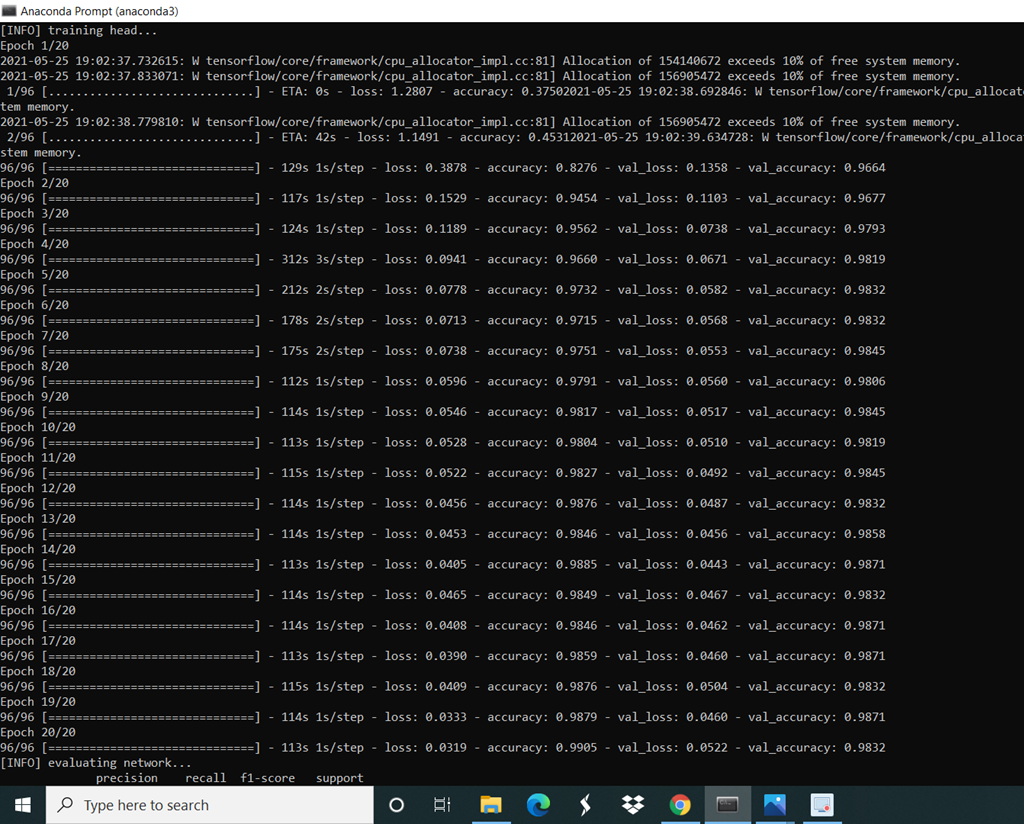 Anaconda Prompt (anaconda3)
[INFO] training head...
Epoch 1/20
2021-05-25 19:02:37.732615: W tensorflow/core/framework/cpu_allocator_impl.cc:81] Allocation of 154140672 exceeds 10% of free system memory.
2021-05-25 19:02:37.833071: W tensorflow/core/framework/cpu_allocator_impl.cc:81] Allocation of 156905472 exceeds 10% of free system memory.
1/96 [..............................] - ETA: 0s - loss: 1.2807 - accuracy: 0.37502021-05-25 19:02:38.692846: W tensorflow/core/framework/cpu_allocat
tem memory.
2021-05-25 19:02:38.779810: W tensorflow/core/framework/cpu_allocator_impl.cc:81] Allocation of 156905472 exceeds 10% of free system memory.
2/96 [..............................] - ETA: 42s - loss: 1.1491 - accuracy: 0.45312021-05-25 19:02:39.634728: W tensorflow/core/framework/cpu_alloca
stem memory.
96/96 [==============================] - 129s 1s/step - loss: 0.3878 - accuracy: 0.8276 - val_loss: 0.1358 - val_accuracy: 0.9664
Epoch 2/20
96/96 [==============================] - 117s 1s/step - loss: 0.1529 - accuracy: 0.9454 - val_loss: 0.1103 - val_accuracy: 0.9677
Epoch 3/20
96/96 [==============================] - 124s 1s/step - loss: 0.1189 - accuracy: 0.9562 - val_loss: 0.0738 - val_accuracy: 0.9793
Epoch 4/20
96/96 [==============================] - 312s 3s/step - loss: 0.0941 - accuracy: 0.9660 - val_loss: 0.0671 - val_accuracy: 0.9819
Epoch 5/20
96/96 [==============================] - 212s 2s/step - loss: 0.0778 - accuracy: 0.9732 - val_loss: 0.0582 - val_accuracy: 0.9832
Epoch 6/20
96/96 [==============================] - 178s 2s/step - loss: 0.0713 - accuracy: 0.9715 - val_loss: 0.0568 - val_accuracy: 0.9832
Epoch 7/20
96/96 [==============================] - 175s 2s/step - loss: 0.0738 - accuracy: 0.9751 - val_loss: 0.0553 - val_accuracy: 0.9845
Epoch 8/20
96/96 [==============================] - 112s 1s/step - loss: 0.0596 - accuracy: 0.9791 - val_loss: 0.0560 - val_accuracy: 0.9806
Epoch 9/20
96/96 [==============================] - 114s 1s/step - loss: 0.0546 - accuracy: 0.9817 - val_loss: 0.0517 - val_accuracy: 0.9845
Epoch 10/20
96/96 [==============================] - 113s 1s/step - loss: 0.0528 - accuracy: 0.9804 - val_loss: 0.0510 - val_accuracy: 0.9819
Epoch 11/20
96/96 [==============================] - 115s 1s/step - loss: 0.0522 - accuracy: 0.9827 - val_loss: 0.0492 - val_accuracy: 0.9845
Epoch 12/20
96/96 [==============================] - 114s 1s/step - loss: 0.0456 - accuracy: 0.9876 - val_loss: 0.0487 - val_accuracy: 0.9832
Epoch 13/20
96/96 [==============================] - 114s 1s/step - loss: 0.0453 - accuracy: 0.9846 - val_loss: 0.0456 - val_accuracy: 0.9858
Epoch 14/20
96/96 [==============================] - 113s 1s/step - loss: 0.0405 - accuracy: 0.9885 - val_loss: 0.0443 - val_accuracy: 0.9871
Epoch 15/20
96/96 [==============================] - 114s 1s/step - loss: 0.0465 - accuracy: 0.9849 - val_loss: 0.0467 - val_accuracy: 0.9832
Epoch 16/20
96/96 [==============================] - 114s 1s/step - loss: 0.0408 - accuracy: 0.9846 - val_loss: 0.0462 - val_accuracy: 0.9871
Epoch 17/20
96/96 [==============================] - 113s 1s/step - loss: 0.0390 - accuracy: 0.9859 - val_loss: 0.0460 - val_accuracy: 0.9871
Epoch 18/20
96/96 [==============================] - 115s 1s/step - loss: 0.0409 - accuracy: 0.9876 - val_loss: 0.0504 - val_accuracy: 0.9832
Epoch 19/20
96/96 [==============================] - 114s 1s/step - loss: 0.0333 - accuracy: 0.9879 - val_loss: 0.0460 - val_accuracy: 0.9871
Epoch 20/20
96/96 [==============================] - 113s 1s/step - loss: 0.0319 - accuracy: 0.9905 - val_loss: 0.0522 - val_accuracy: 0.9832
[INFO] evaluating network...
precision recall f1-score support
Type here to search